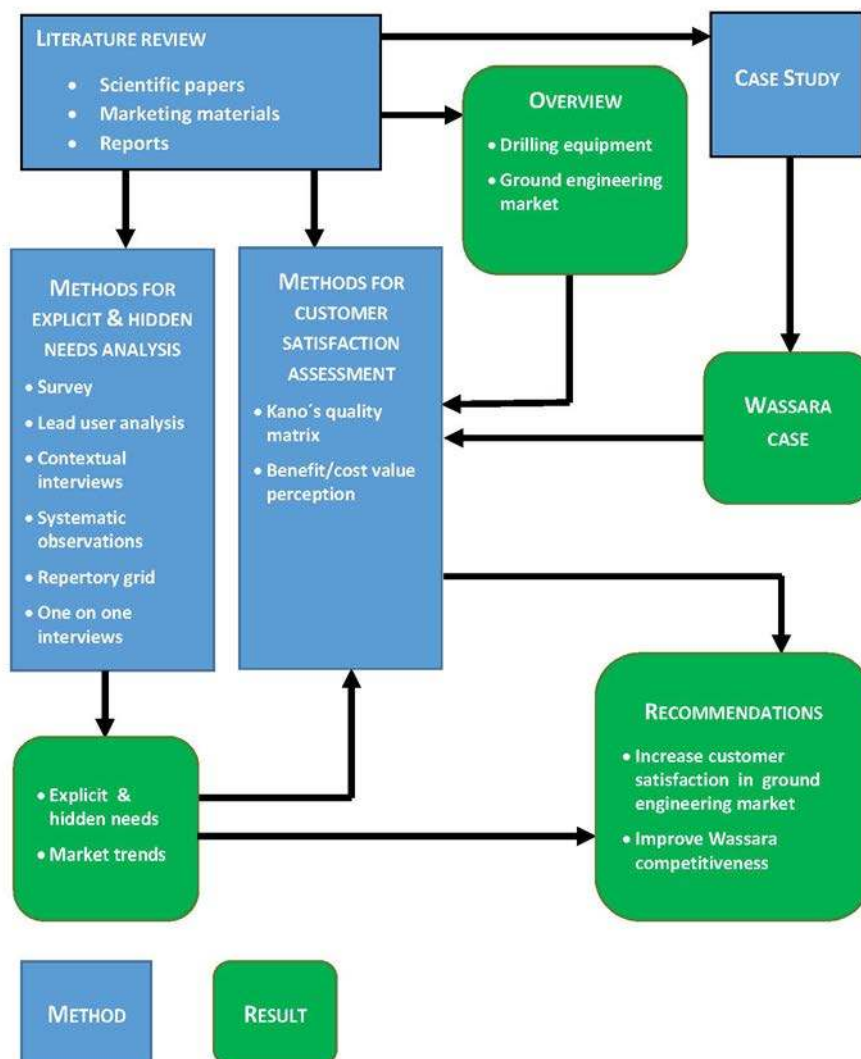 LITERATURE REVIEW
• Scientific papers
• Marketing materials
• Reports
CASE STUDY
OVERVIEW
• Drilling equipment
• Ground engineering
market
METHODS FOR
EXPLICIT & HIDDEN
NEEDS ANALYSIS
• Survey
• Lead user analysis
• Contextual
interviews
• Systematic
observations
• Repertory grid
• One on one
interviews
METHODS FOR
CUSTOMER
SATISFACTION
ASSESSMENT
• Kano´s quality
matrix
• Benefit/cost value
perception
WASSARA
CASE
• Explicit &
hidden needs
• Market trends
RECOMMENDATIONS
• Increase customer
satisfaction in ground
engineering market
• Improve Wassara
competitiveness
METHOD
RESULT